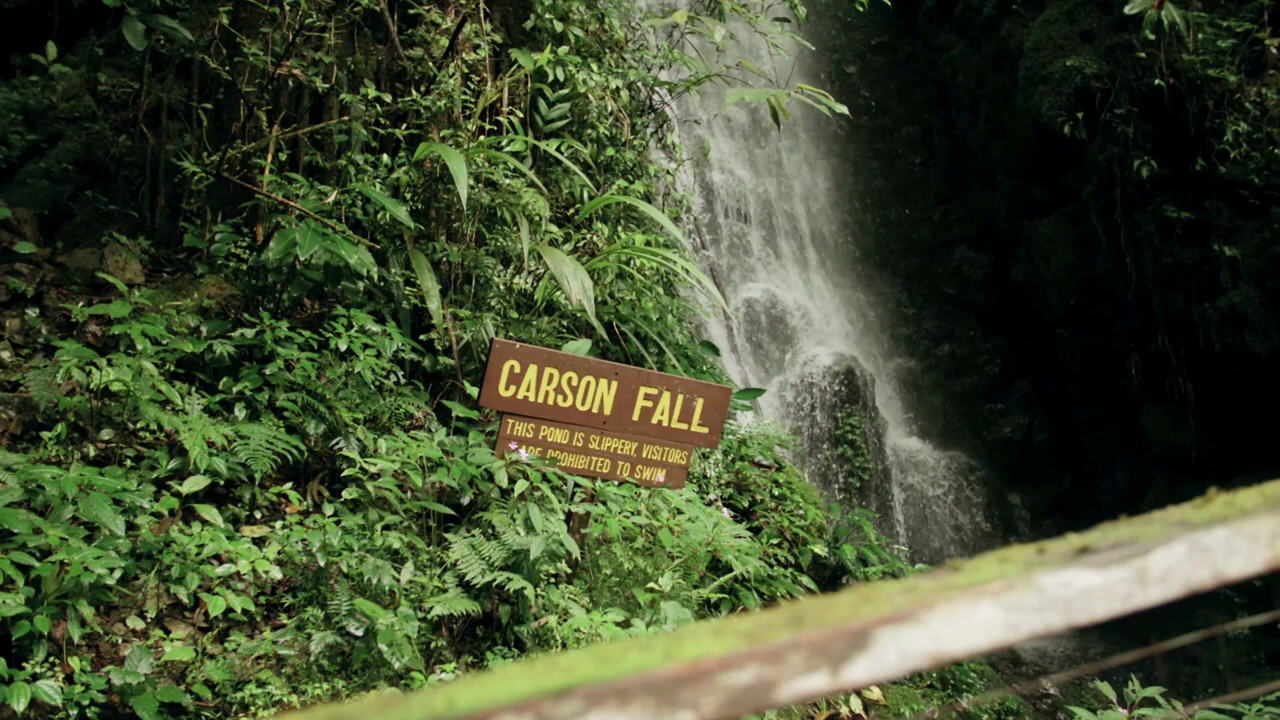 CARSON FALL
THIS POND IS SLIPPERY, VISITORS
ARE PROHIBITED TO SWIM